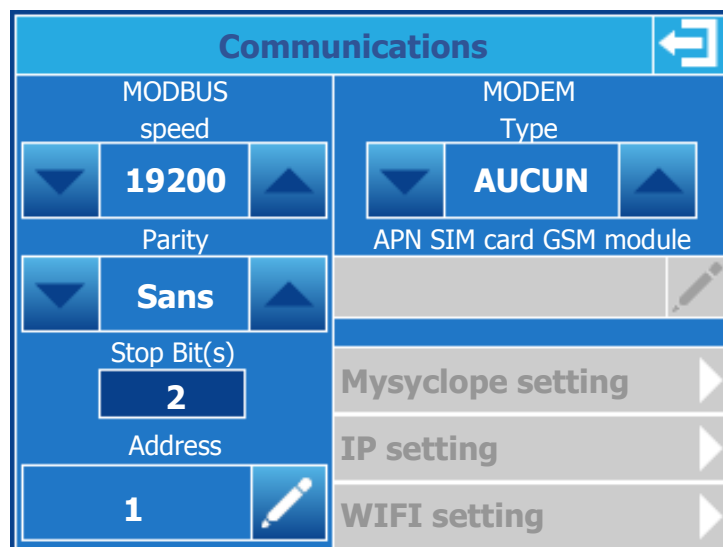 Communications
MODBUS
speed
19200
Parity
Sans
Stop Bit(s)
2
Address
1
MODEM
Type
AUCUN
APN SIM card GSM module
Mysyclope setting
IP setting
WIFI setting